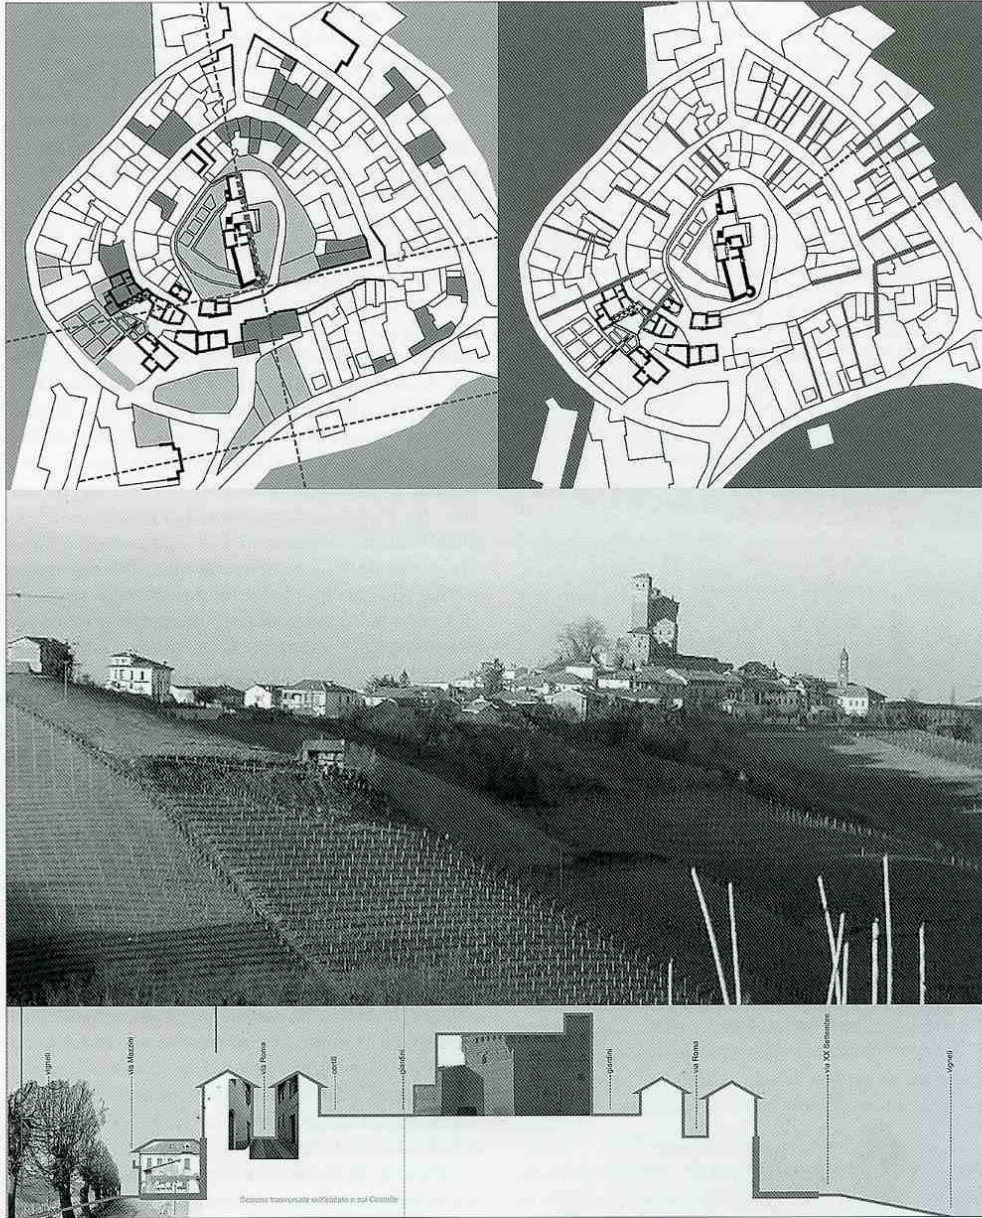 vigneti
via Mazzini
via Roma
cortili
giardini
giardini
via Roma
via XX Settembre
vigneti
Sezione trasversale sull'abitato e sul Castello